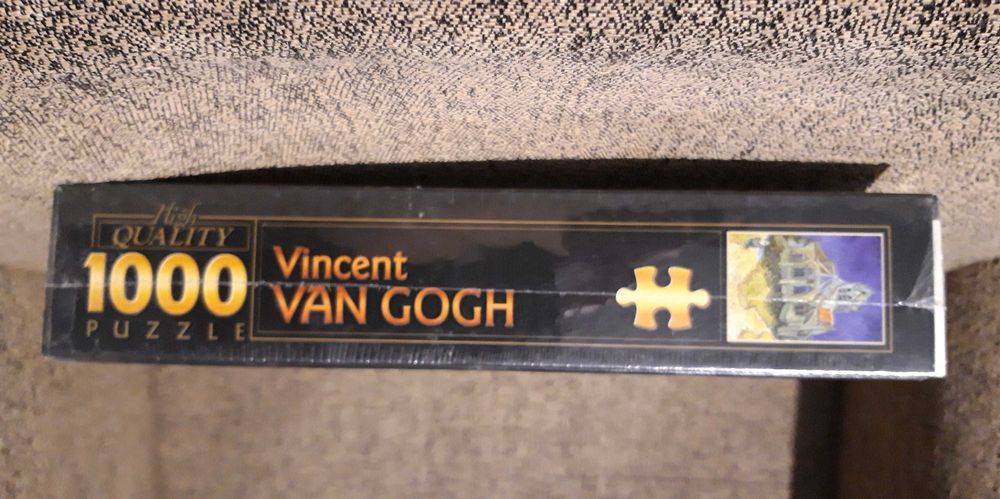 High
QUALITY
1000
PUZZLE
Vincent
VAN GOGH